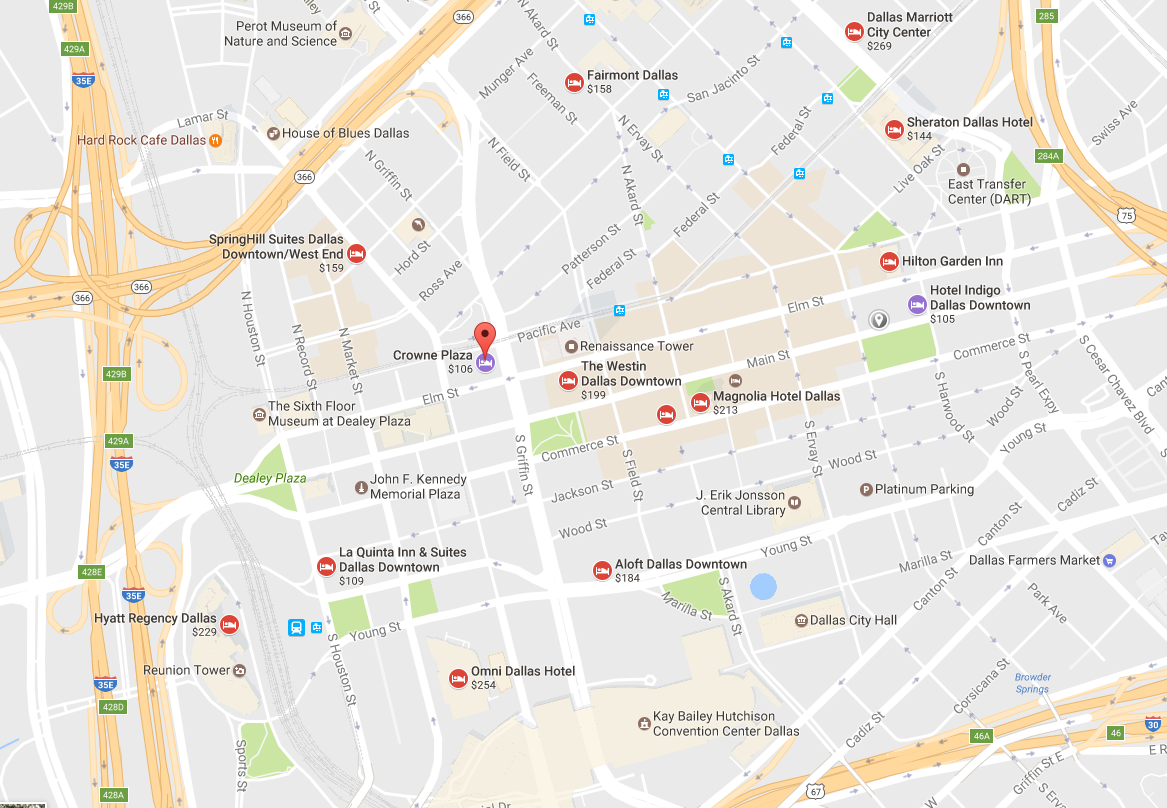 429B
366
285
Dallas Marriott
City Center
$269
Perot Museum of
Nature and Science
N Akard St
429A
35E
Munger Ave
Fairmont Dallas
$158
Freeman St
San Jacinto St
Swiss Ave
Lamar St
Hard Rock Cafe Dallas
House of Blues Dallas
N Ervay St
Federal St
Sheraton Dallas Hotel
$144
Live Oak St
284A
N Field St
N Griffin St
366
N Akard St
East Transfer
Center (DART)
75
SpringHill Suites Dallas
Downtown/West End
$159
Hord St
Ross Ave
Patterson St
Federal St
Federal St
Hilton Garden Inn
366
366
N Houston St
N Record St
N Market St
Pacific Ave
Elm St
Hotel Indigo
Dallas Downtown
$105
Crowne Plaza
$106
Renaissance Tower
Main St
Commerce St
S Cesar Chavez Blvd
429B
Elm St
The Westin
Dallas Downtown
$199
Magnolia Hotel Dallas
$213
S Harwood St
S Pearl Expy
Wood St
The Sixth Floor
Museum at Dealey Plaza
429A
35E
S Griffin St
Commerce St
S Field St
S Ervay St
Young St
Wood St
Dealey Plaza
John F. Kennedy
Memorial Plaza
Jackson St
J. Erik Jonsson
Central Library
Platinum Parking
Cadiz St
Canton St
Wood St
Young St
428E
La Quinta Inn & Suites
Dallas Downtown
$109
Aloft Dallas Downtown
$184
Marilla St
Dallas Farmers Market
35E
Marilla St
S Akard St
Canton St
Park Ave
Hyatt Regency Dallas
$229
Young St
Dallas City Hall
Reunion Tower
S Houston St
Omni Dallas Hotel
$254
Corsicana St
Browder
Springs
35E
428D
Kay Bailey Hutchison
Convention Center Dallas
Cadiz St
46A
46
30
Sports St
Griffin St E
67
428A